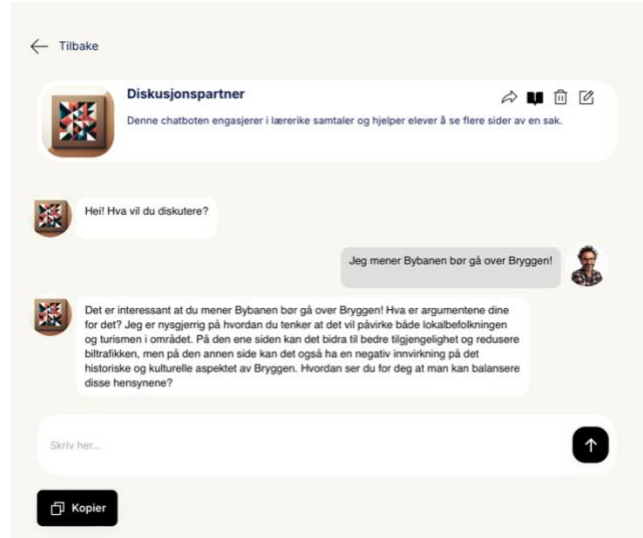 Tilbake
Diskusjonspartner
Denne chatboten engasjerer i lærerike samtaler og hjelper elever å se flere sider av en sak.
Hei! Hva vil du diskutere?
Jeg mener Bybanen bør gå over Bryggen!
Det er interessant at du mener Bybanen bør gå over Bryggen! Hva er argumentene dine
for det? Jeg er nysgjerrig på hvordan du tenker at det vil påvirke både lokalbefolkningen
og turismen i området. På den ene siden kan det bidra til bedre tilgjengelighet og redusere
biltrafikken, men på den annen side kan det også ha en negativ innvirkning på det
historiske og kulturelle aspektet av Bryggen. Hvordan ser du for deg at man kan balansere
disse hensynene?
Skriv her...
Kopier